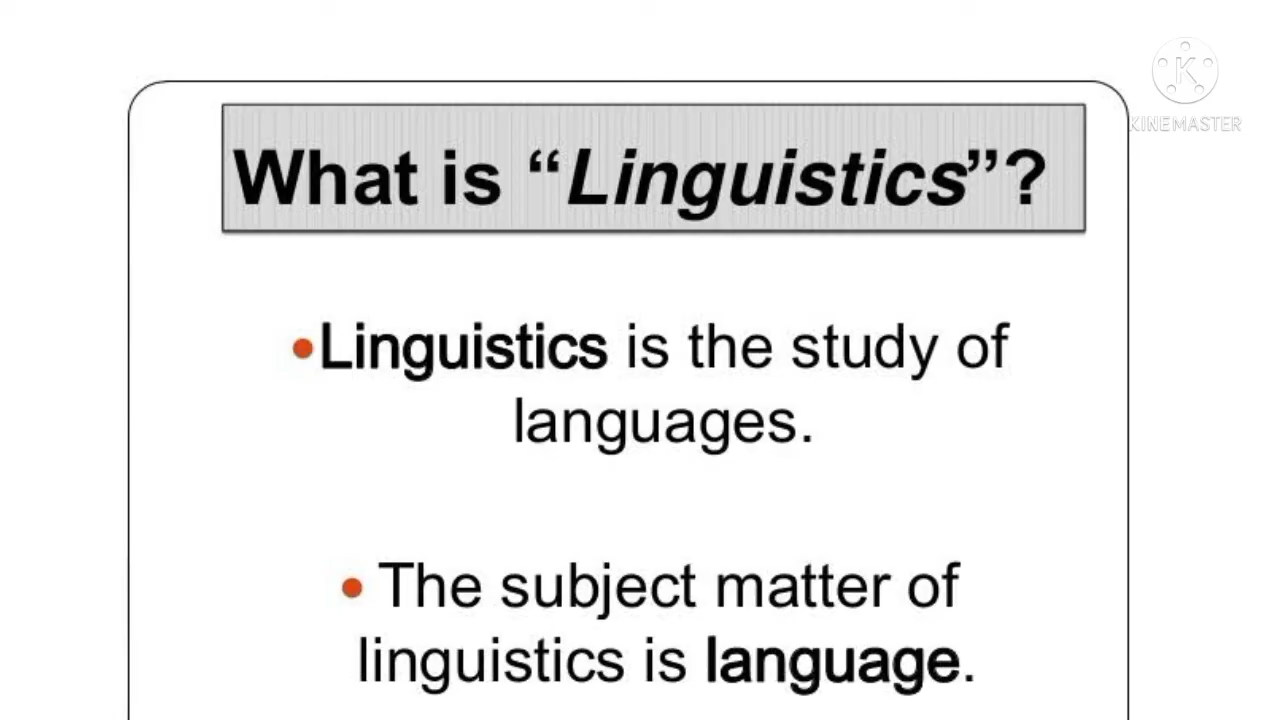 K
KINEMASTER
What is “Linguistics”?
•Linguistics is the study of
languages.
• The subject matter of
linguistics is language.